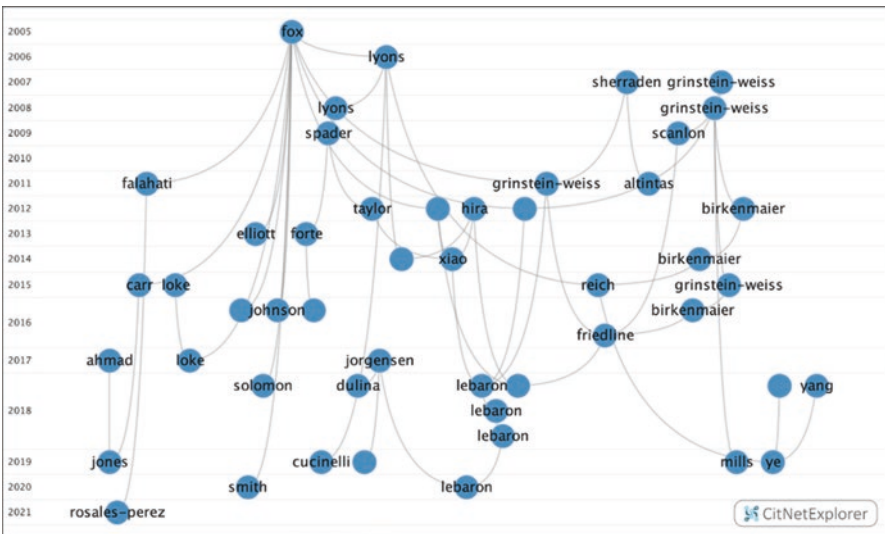 2005
fox
2006
lyons
2007
sherraden grinstein-weiss
2008
lyons
grinstein-weiss
2009
spader
scanlon
2010
2011
falahati
grinstein-weiss
altintas
2012
taylor
hira
birkenmaier
2013
elliott
forte
2014
xiao
birkenmaier
2015
carr
loke
reich
grinstein-weiss
johnson
birkenmaier
2016
friedline
2017
ahmad
loke
jorgensen
solomon
dulina
lebaron
yang
2018
lebaron
lebaron
2019
jones
cucinelli
mills
ye
2020
smith
lebaron
2021
rosales-perez
CitNetExplorer